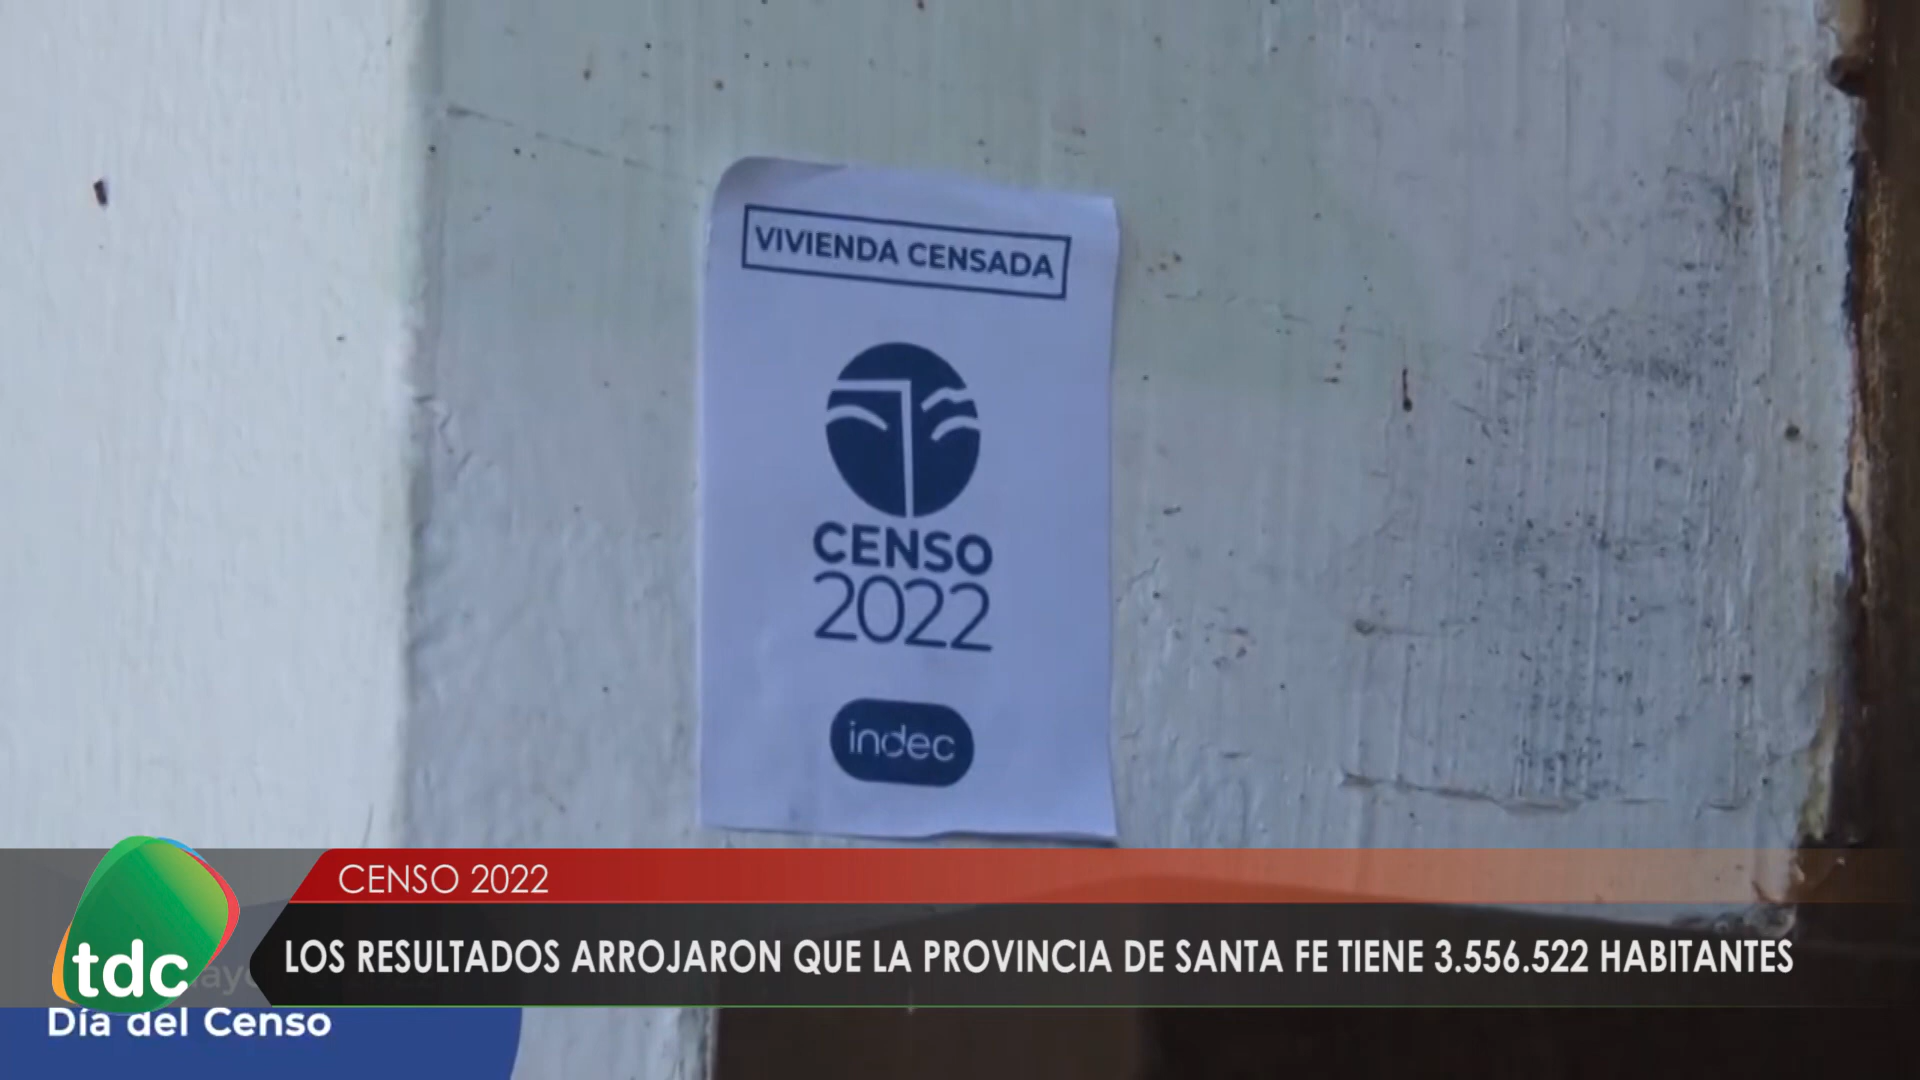 VIVIENDA CENSADA
CENSO
2022
indec
CENSO 2022
LOS RESULTADOS ARROJARON QUE LA PROVINCIA DE SANTA FE TIENE 3.556.522 HABITANTES
tdc
Día del Censo